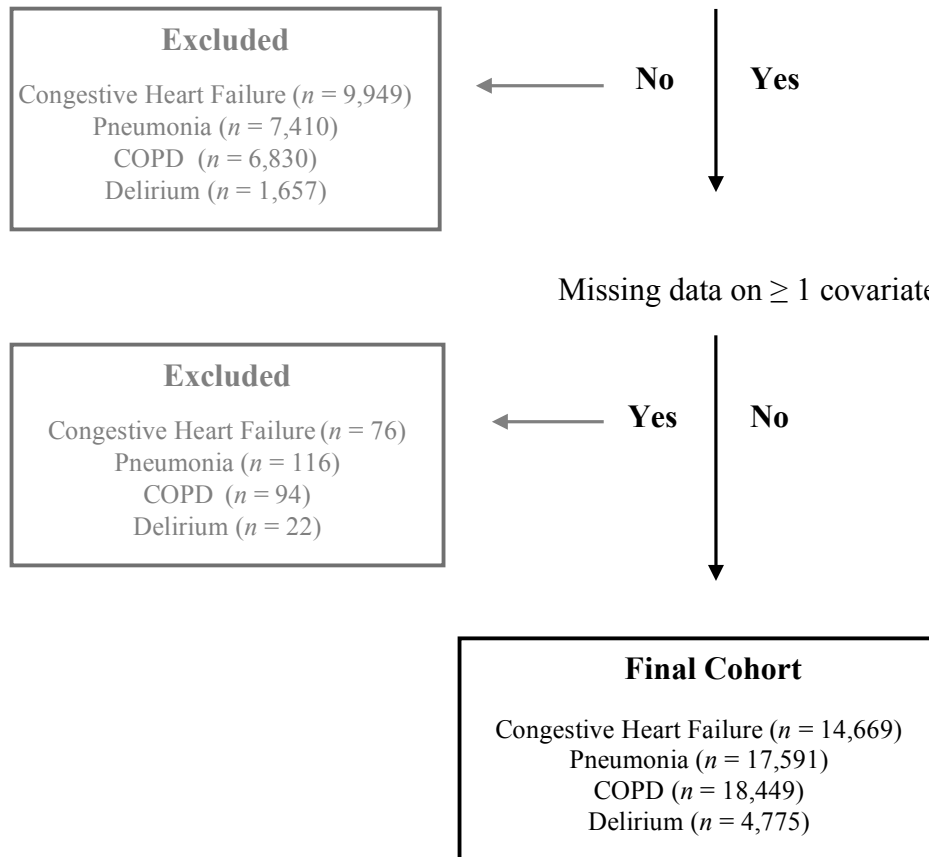 Excluded
Congestive Heart Failure (n = 9,949)
Pneumonia (n = 7,410)
COPD (n = 6,830)
Delirium (n = 1,657)
No
Yes
Missing data on ≥ 1 covariate
Excluded
Congestive Heart Failure (n = 76)
Pneumonia (n = 116)
COPD (n = 94)
Delirium (n = 22)
Yes
No
Final Cohort
Congestive Heart Failure (n = 14,669)
Pneumonia (n = 17,591)
COPD (n = 18,449)
Delirium (n = 4,775)